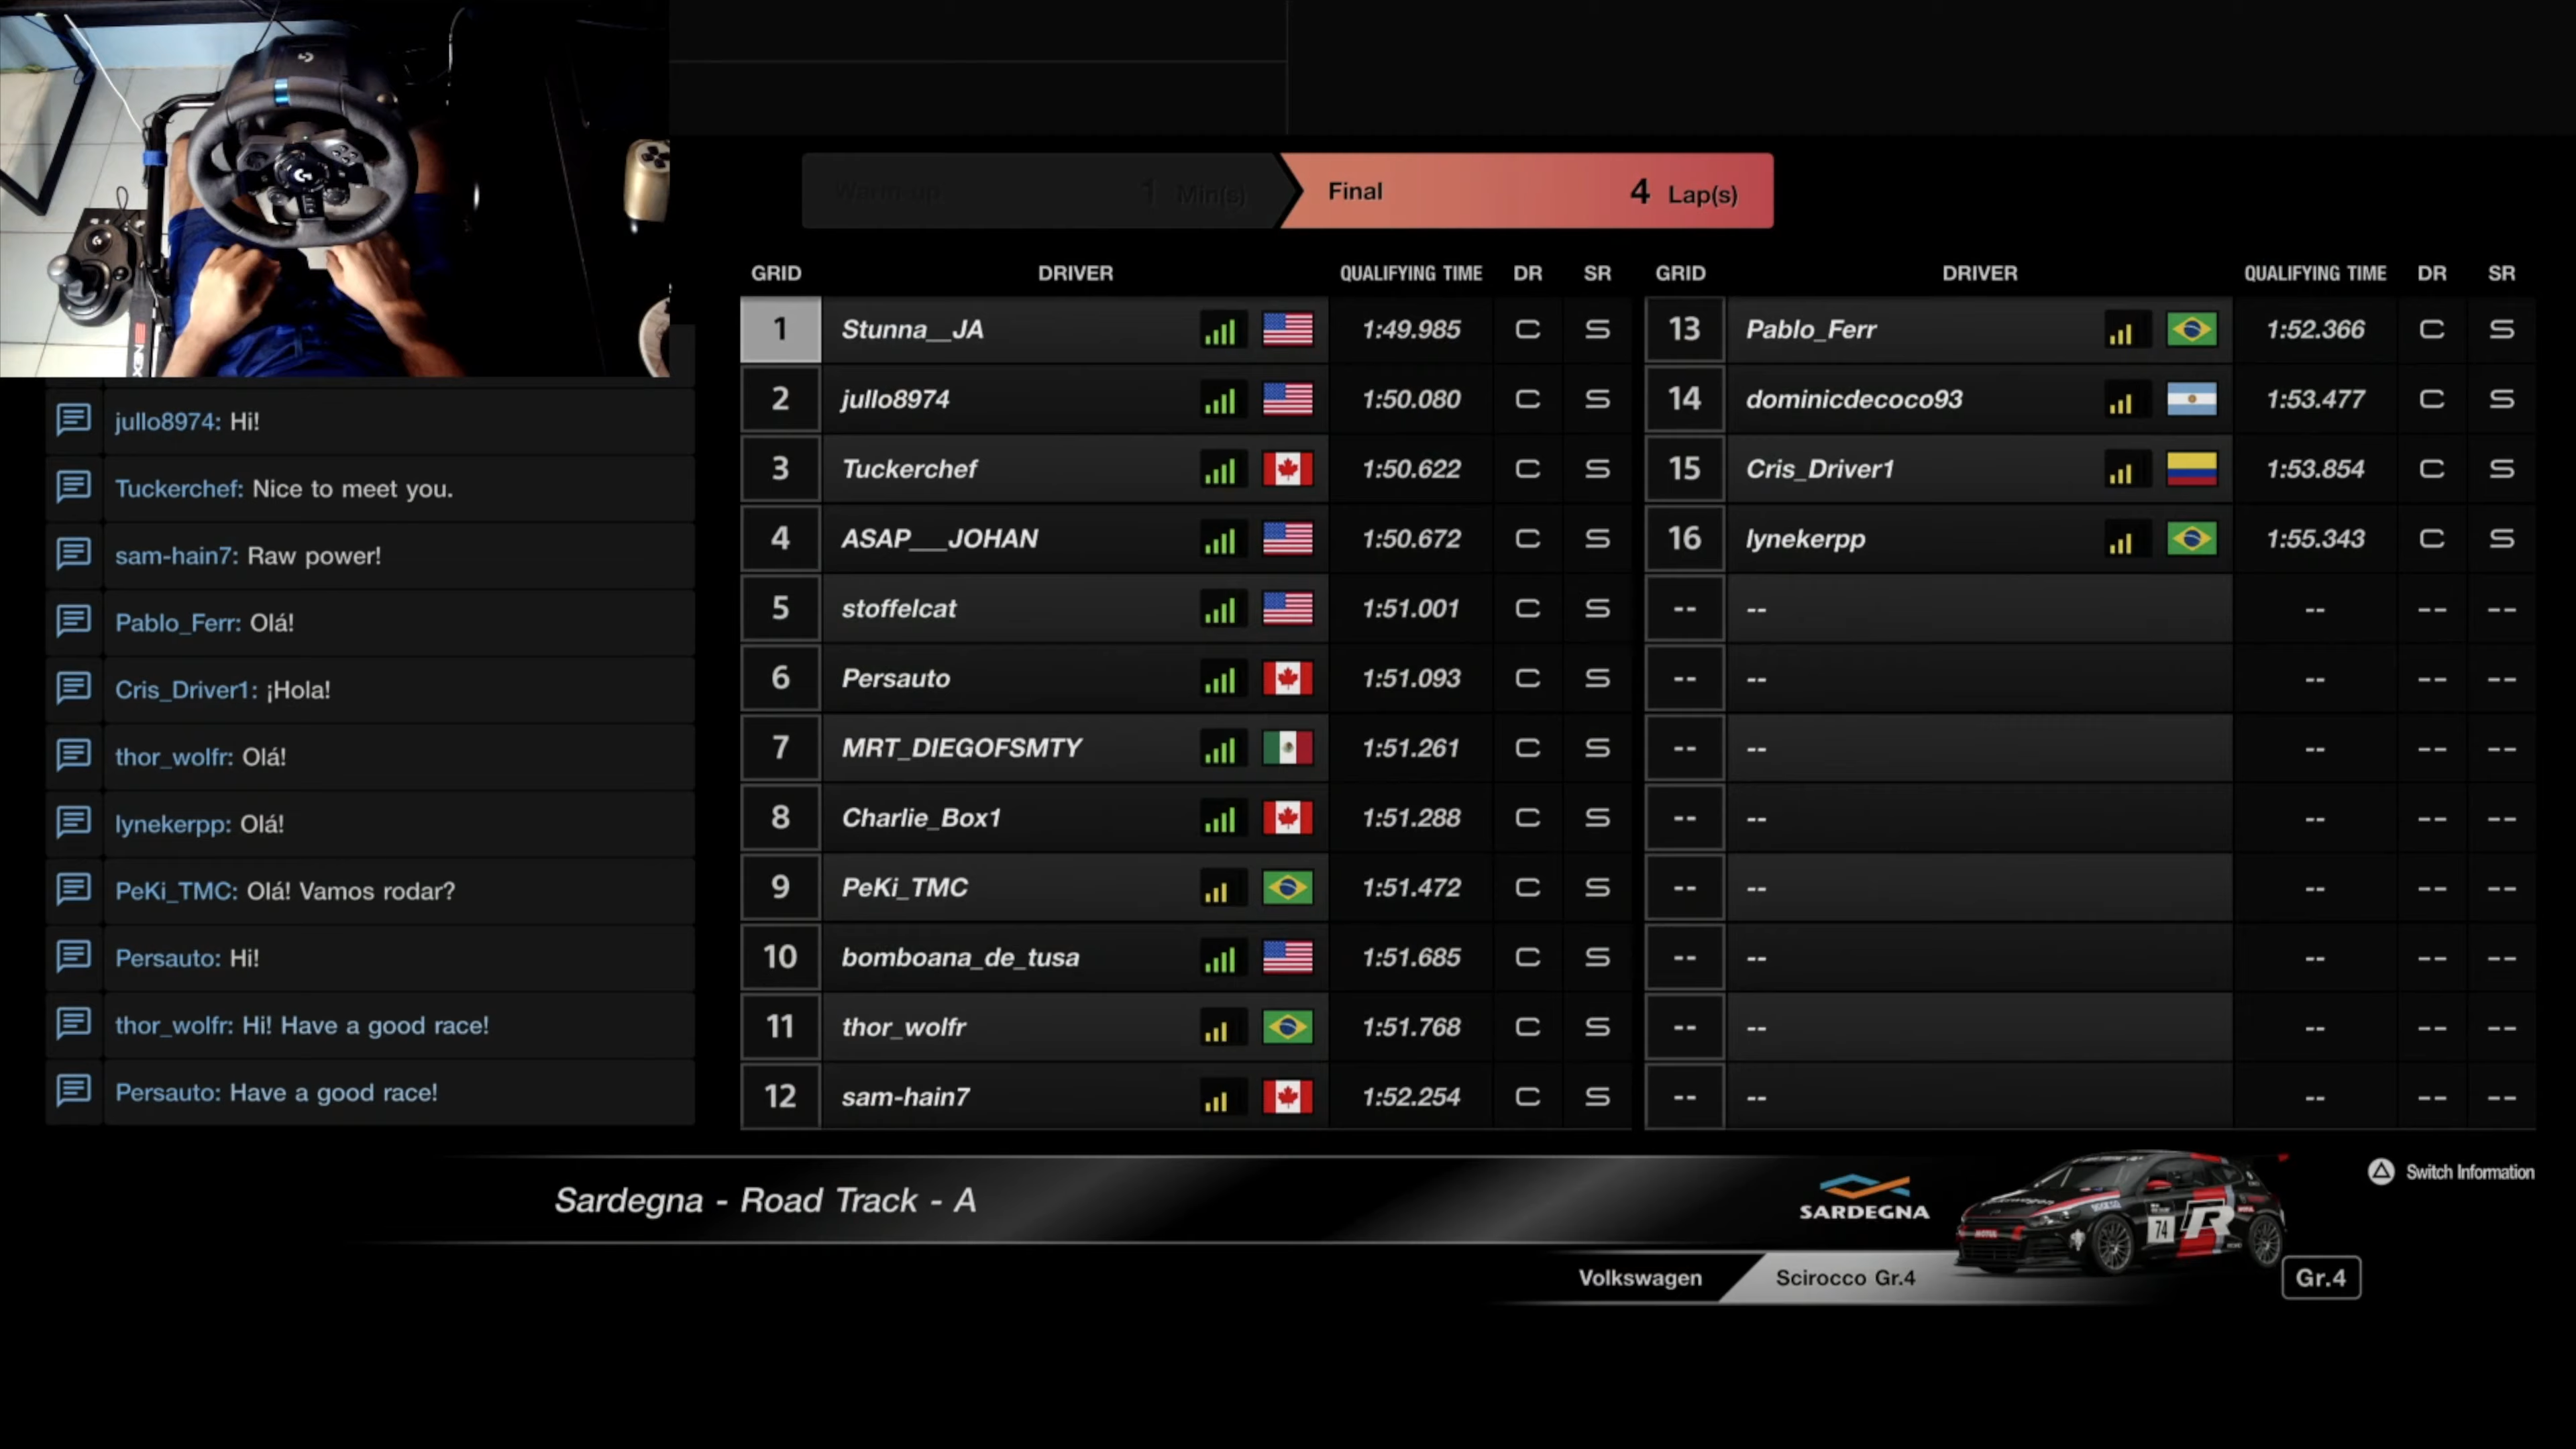 Warm-up 1 Min(s)
Final 4 Lap(s)
GRID DRIVER QUALIFYING TIME DR SR
1 Stunna__JA 1:49.985 C S
2 jullo8974 1:50.080 C S
3 Tuckerchef 1:50.622 C S
4 ASAP___JOHAN 1:50.672 C S
5 stoffelcat 1:51.001 C S
6 Persauto 1:51.093 C S
7 MRT_DIEGOFSMTY 1:51.261 C S
8 Charlie_Box1 1:51.288 C S
9 PeKi_TMC 1:51.472 C S
10 bomboana_de_tusa 1:51.685 C S
11 thor_wolfr 1:51.768 C S
12 sam-hain7 1:52.254 C S
GRID DRIVER QUALIFYING TIME DR SR
13 Pablo_Ferr 1:52.366 C S
14 dominicdecoco93 1:53.477 C S
15 Cris_Driver1 1:53.854 C S
16 lynekerpp 1:55.343 C S
-- -- -- -- --
-- -- -- -- --
-- -- -- -- --
-- -- -- -- --
-- -- -- -- --
-- -- -- -- --
-- -- -- -- --
-- -- -- -- --
jullo8974: Hi!
Tuckerchef: Nice to meet you.
sam-hain7: Raw power!
Pablo_Ferr: Olá!
Cris_Driver1: ¡Hola!
thor_wolfr: Olá!
lynekerpp: Olá!
PeKi_TMC: Olá! Vamos rodar?
Persauto: Hi!
thor_wolfr: Hi! Have a good race!
Persauto: Have a good race!
Sardegna - Road Track - A
SARDEGNA
74
R
Switch Information
Volkswagen Scirocco Gr.4
Gr.4